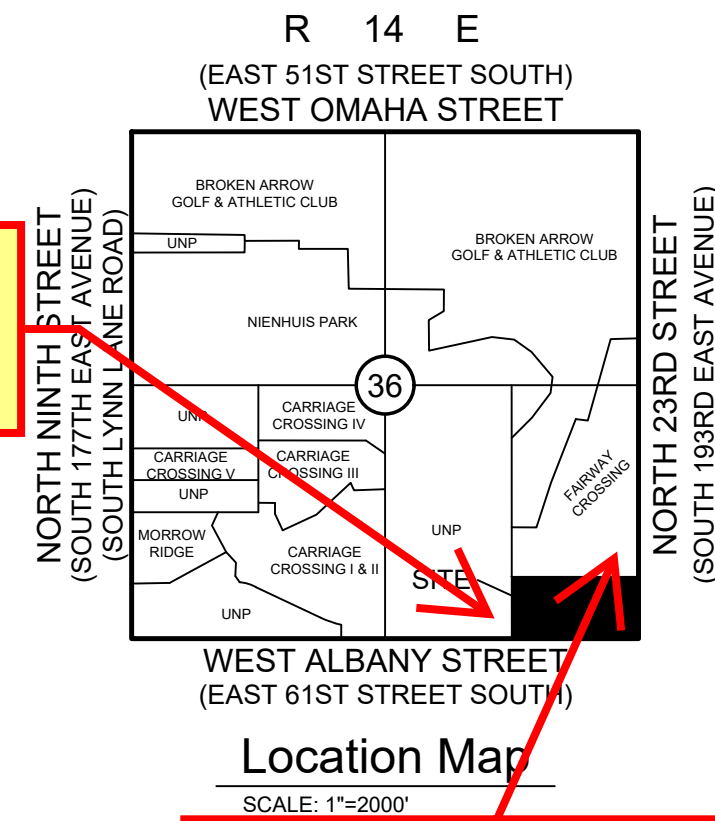 R 14 E
(EAST 51ST STREET SOUTH)
WEST OMAHA STREET
NORTH NINTH STREET
(SOUTH 177TH EAST AVENUE)
(SOUTH LYNN LANE ROAD)
BROKEN ARROW
GOLF & ATHLETIC CLUB
UNP
BROKEN ARROW
GOLF & ATHLETIC CLUB
NIENHUIS PARK
36
UNP
CARRIAGE
CROSSING IV
CARRIAGE
CROSSING V
CARRIAGE
CROSSING III
UNP
FAIRWAY
CROSSING
MORROW
RIDGE
CARRIAGE
CROSSING I & II
UNP
SITE
UNP
NORTH 23RD STREET
(SOUTH 193RD EAST AVENUE)
WEST ALBANY STREET
(EAST 61ST STREET SOUTH)
Location Map
SCALE: 1"=2000'